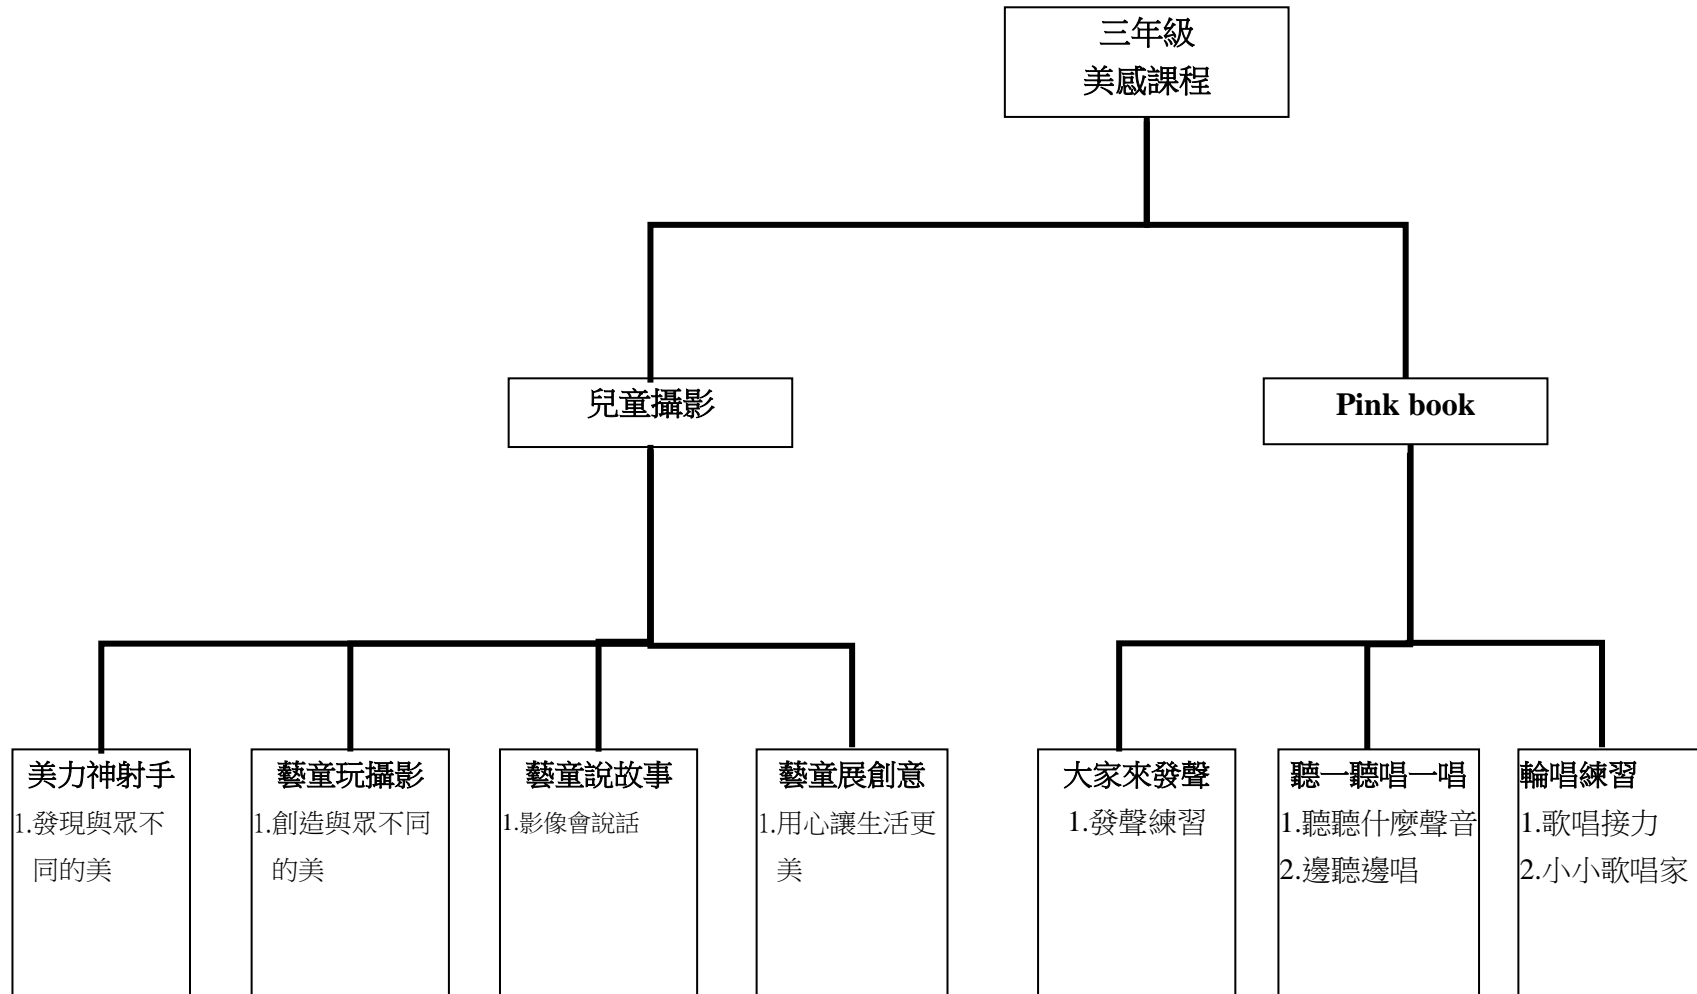 三年級
美感課程
兒童攝影
Pink book
美力神射手
1.發現與眾不
同的美
藝童玩攝影
1.創造與眾不同
的美
藝童說故事
1.影像會說話
藝童展創意
1.用心讓生活更
美
大家來發聲
1.發聲練習
聽一聽唱一唱
1.聽聽什麼聲音
2.邊聽邊唱
輪唱練習
1.歌唱接力
2.小小歌唱家